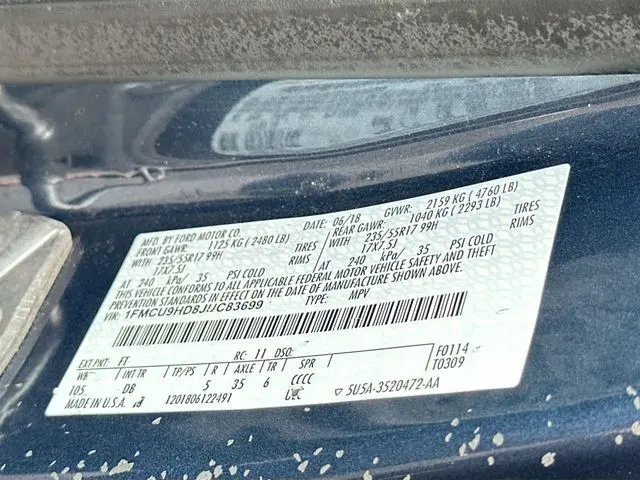 MFD. BY FORD MOTOR CO. DATE: 06/18 GVWR: 2159 KG ( 4760 LB)
FRONT GAWR: 1125 KG ( 2480 LB) REAR GAWR: 1040 KG ( 2293 LB)
WITH 235/55R17 99H TIRES WITH 235/55R17 99H TIRES
17X7.5J RIMS 17X7.5J RIMS
AT 240 kPa/ 35 PSI COLD AT 240 kPa/ 35 PSI COLD
THIS VEHICLE CONFORMS TO ALL APPLICABLE FEDERAL MOTOR VEHICLE SAFETY AND THEFT
PREVENTION STANDARDS IN EFFECT ON THE DATE OF MANUFACTURE SHOWN ABOVE.
VIN: 1FMCU9HD8JUC83699 TYPE: MPV
EXT PNT: FT RC: 11 DSO: F0114
WB INT TR TP/PS R AXLE TR SPR T0309
105 DB 5 35 6 CCCC
MADE IN U.S.A. 1201806122491 UTC ▽ 5U5A-3520472-AA